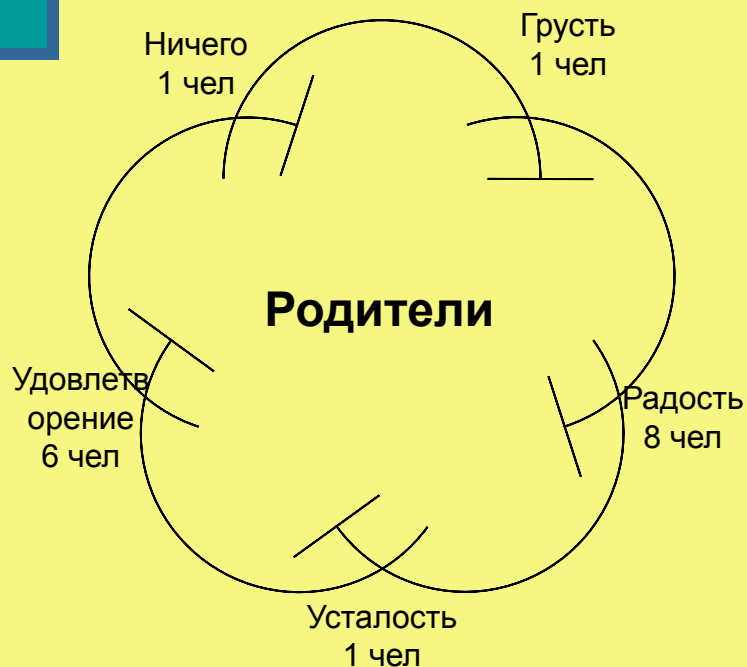 Ничего
1 чел
Грусть
1 чел
Родители
Удовлетв
орение
6 чел
Радость
8 чел
Усталость
1 чел